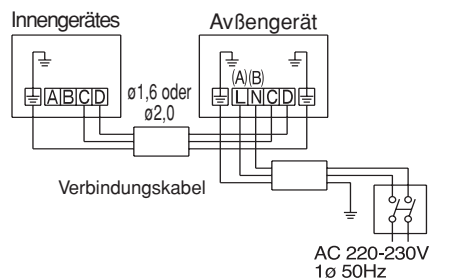 Innengerätes
Avßengerät
(A)(B)
ABCD
ø1,6 oder
ø2,0
LNCD
Verbindungskabel
AC 220-230V
1ø 50Hz